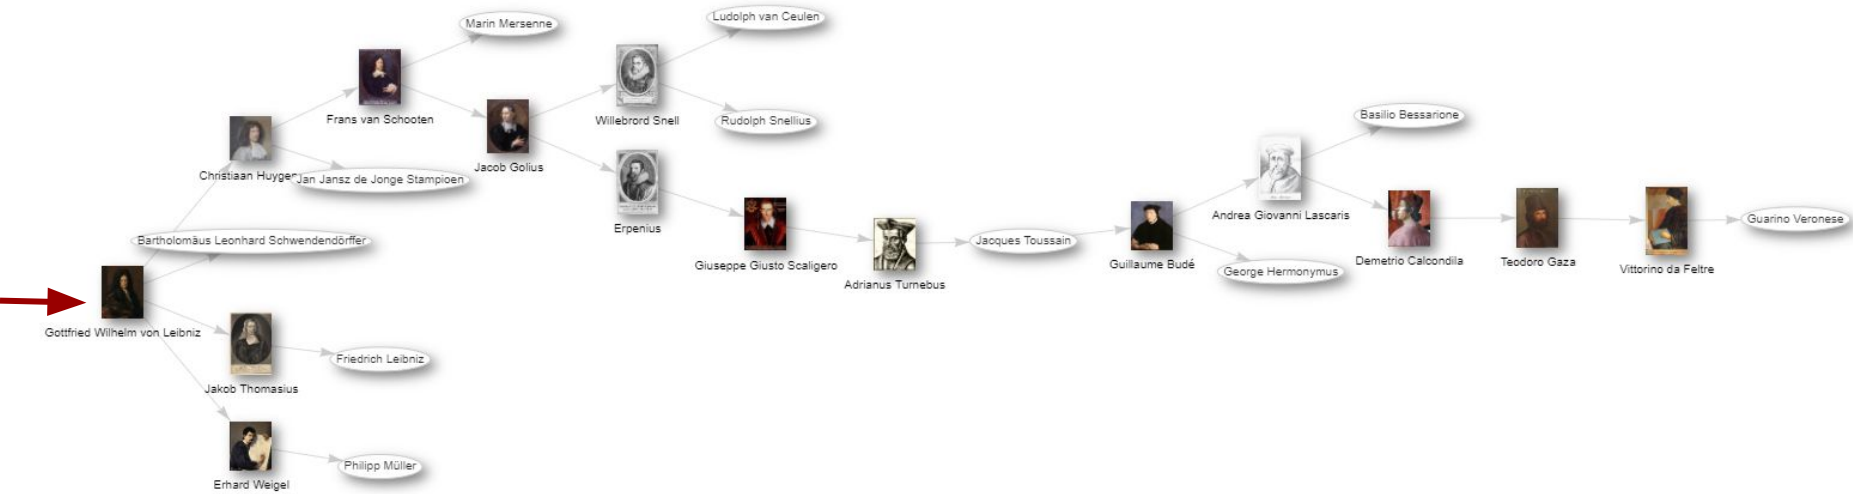 Marin Mersenne
Ludolph van Ceulen
Frans van Schooten
Willebrord Snell
Rudolph Snellius
Basilio Bessarione
Christiaan Huygen
Jan Jansz de Jonge Stampioen
Jacob Golius
Erpenius
Andrea Giovanni Lascaris
Guarino Veronese
Bartholomäus Leonhard Schwendendörffer
Jacques Toussain
Giuseppe Giusto Scaligero
Guillaume Budé
George Hermonymus
Demetrio Calcondila
Teodoro Gaza
Vittorino da Feltre
Adrianus Turnebus
Gottfried Wilhelm von Leibniz
Friedrich Leibniz
Jakob Thomasius
Philipp Müller
Erhard Weigel